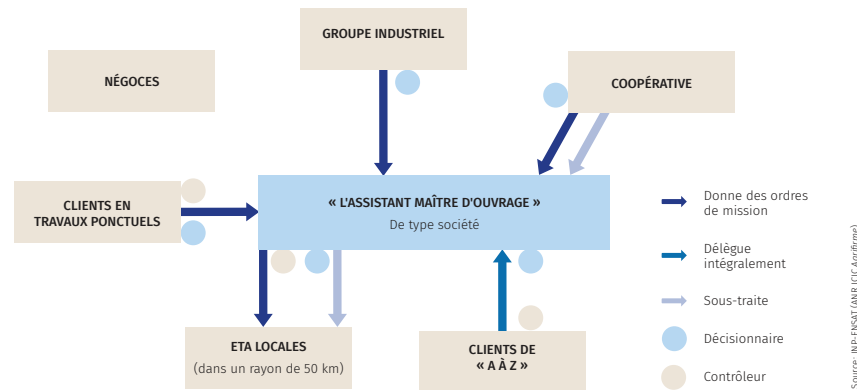 GROUPE INDUSTRIEL
NÉGOCES
COOPÉRATIVE
CLIENTS EN
TRAVAUX PONCTUELS
« L'ASSISTANT MAÎTRE D'OUVRAGE »
De type société
ETA LOCALES
(dans un rayon de 50 km)
CLIENTS DE
« A À Z »
Donne des ordres
de mission
Délègue
intégralement
Sous-traite
Décisionnaire
Contrôleur
Source: INP-ENSAT (ANR JCJC Agrifirme)